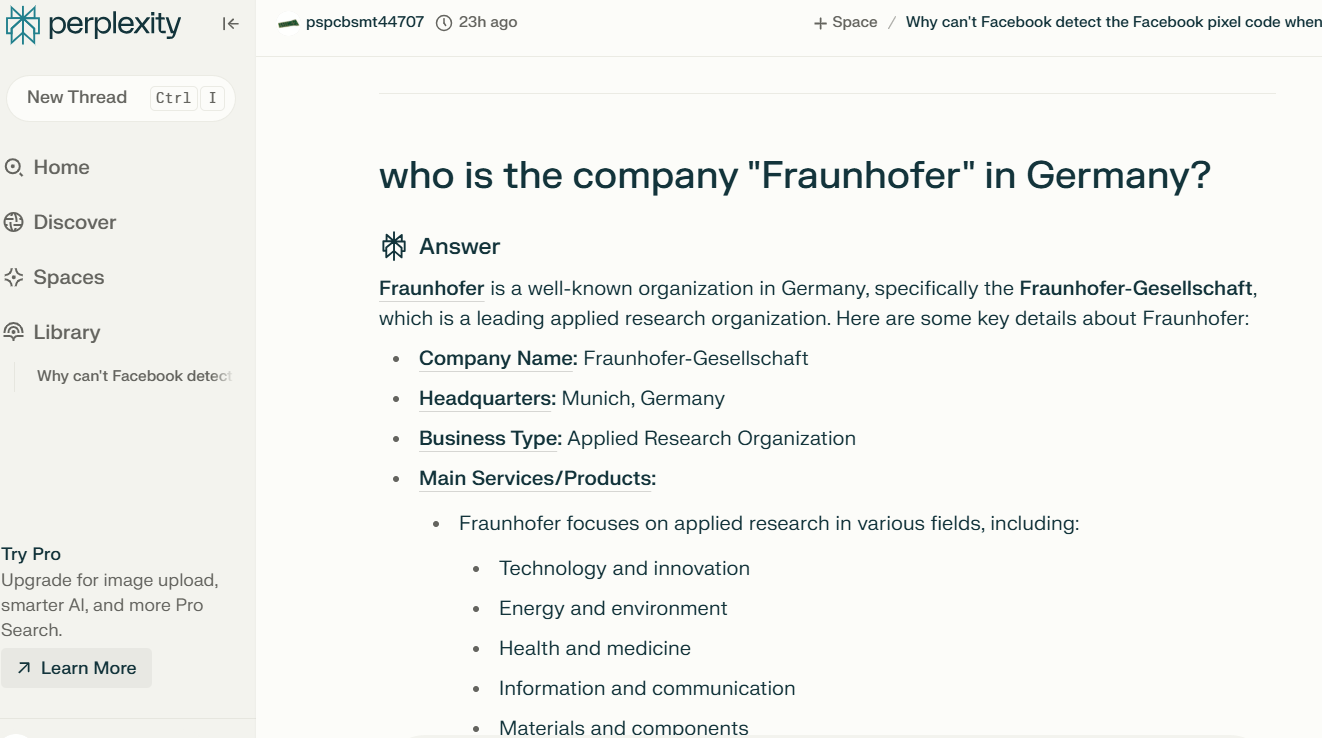 perplexity
New Thread Ctrl I
Home
Discover
Spaces
Library
Why can't Facebook detect
Try Pro
Upgrade for image upload,
smarter AI, and more Pro
Search.
Learn More
pspcbsmt44707 23h ago
Space / Why can't Facebook detect the Facebook pixel code when
who is the company "Fraunhofer" in Germany?
Answer
Fraunhofer is a well-known organization in Germany, specifically the Fraunhofer-Gesellschaft,
which is a leading applied research organization. Here are some key details about Fraunhofer:
• Company Name: Fraunhofer-Gesellschaft
• Headquarters: Munich, Germany
• Business Type: Applied Research Organization
• Main Services/Products:
• Fraunhofer focuses on applied research in various fields, including:
• Technology and innovation
• Energy and environment
• Health and medicine
• Information and communication
• Materials and components